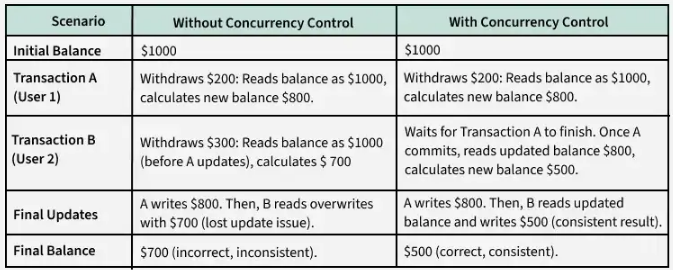 Scenario
Without Concurrency Control
With Concurrency Control
Initial Balance
$1000
$1000
Transaction A
(User 1)
Withdraws $200: Reads balance as $1000,
calculates new balance $800.
Withdraws $200: Reads balance as $1000,
calculates new balance $800.
Transaction B
(User 2)
Withdraws $300: Reads balance as $1000
(before A updates), calculates $ 700
Waits for Transaction A to finish. Once A
commits, reads updated balance $800,
calculates new balance $500.
Final Updates
A writes $800. Then, B reads overwrites
with $700 (lost update issue).
A writes $800. Then, B reads updated
balance and writes $500 (consistent result).
Final Balance
$700 (incorrect, inconsistent).
$500 (correct, consistent).